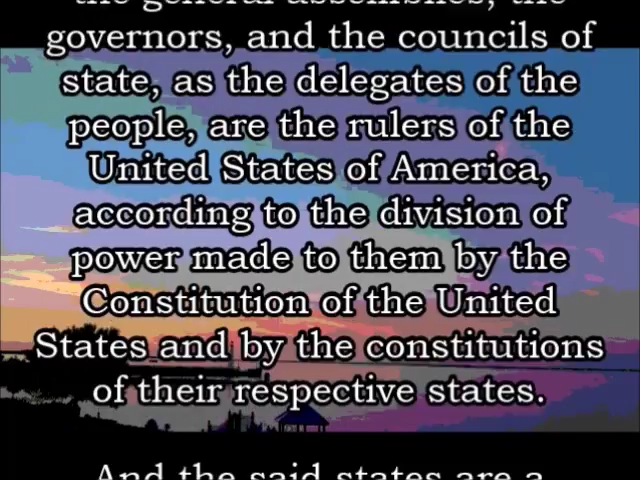 the general assemblies, the
governors, and the councils of
state, as the delegates of the
people, are the rulers of the
United States of America,
according to the division of
power made to them by the
Constitution of the United
States and by the constitutions
of their respective states.
And the said states are a